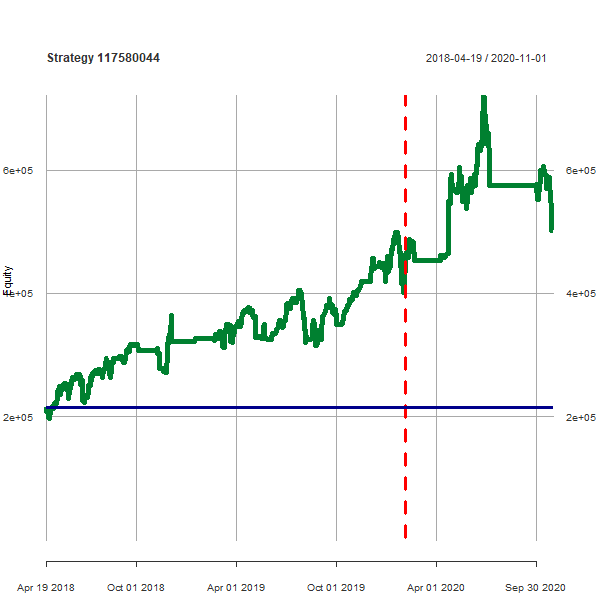 Strategy 117580044
2018-04-19 / 2020-11-01
6e+05
6e+05
Equity
4e+05
4e+05
2e+05
2e+05
Apr 19 2018
Oct 01 2018
Apr 01 2019
Oct 01 2019
Apr 01 2020
Sep 30 2020